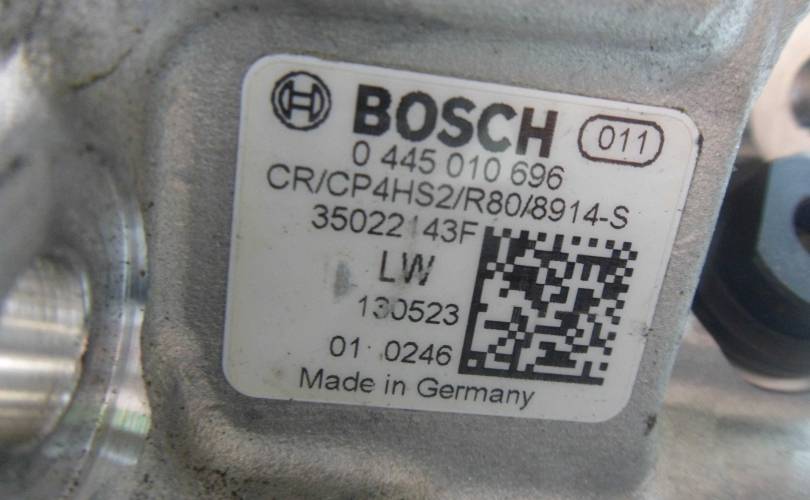 BOSCH 011
0 445 010 696
CR/CP4HS2/R80/8914-S
35022143F
LW
130523
01 0246
Made in Germany